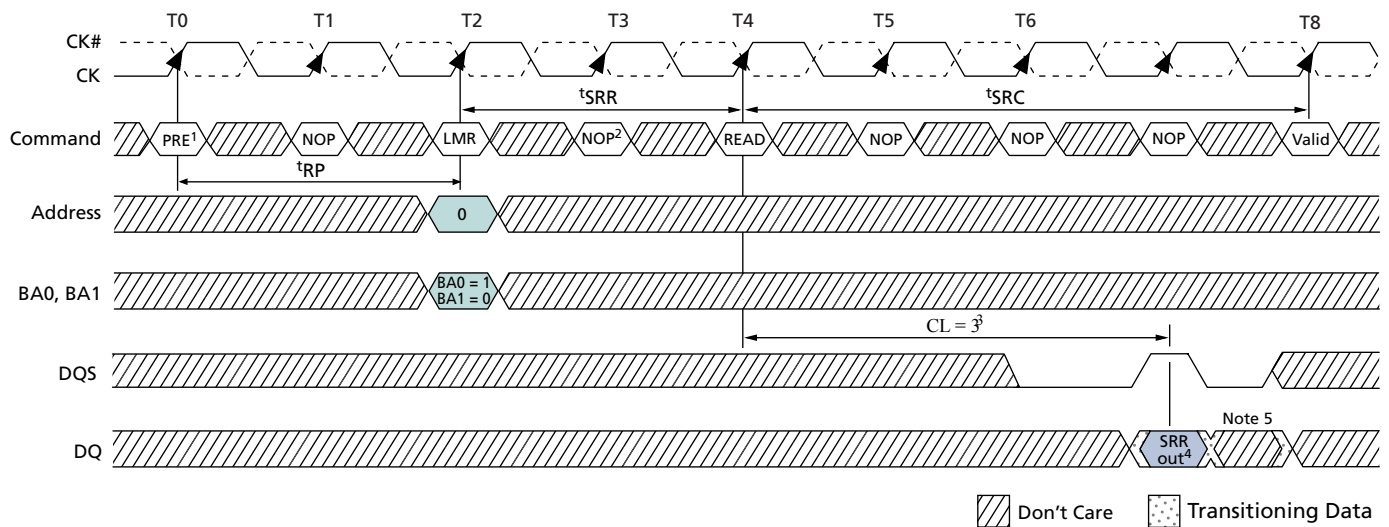 T0 T1 T2 T3 T4 T5 T6 T8
CK#
CK
tSRR tSRC
Command PRE1 NOP LMR NOP2 READ NOP NOP NOP Valid
tRP
Address 0
BA0, BA1 BA0 = 1
BA1 = 0
CL = 33
DQS
Note 5
DQ SRR
out4
Don't Care Transitioning Data